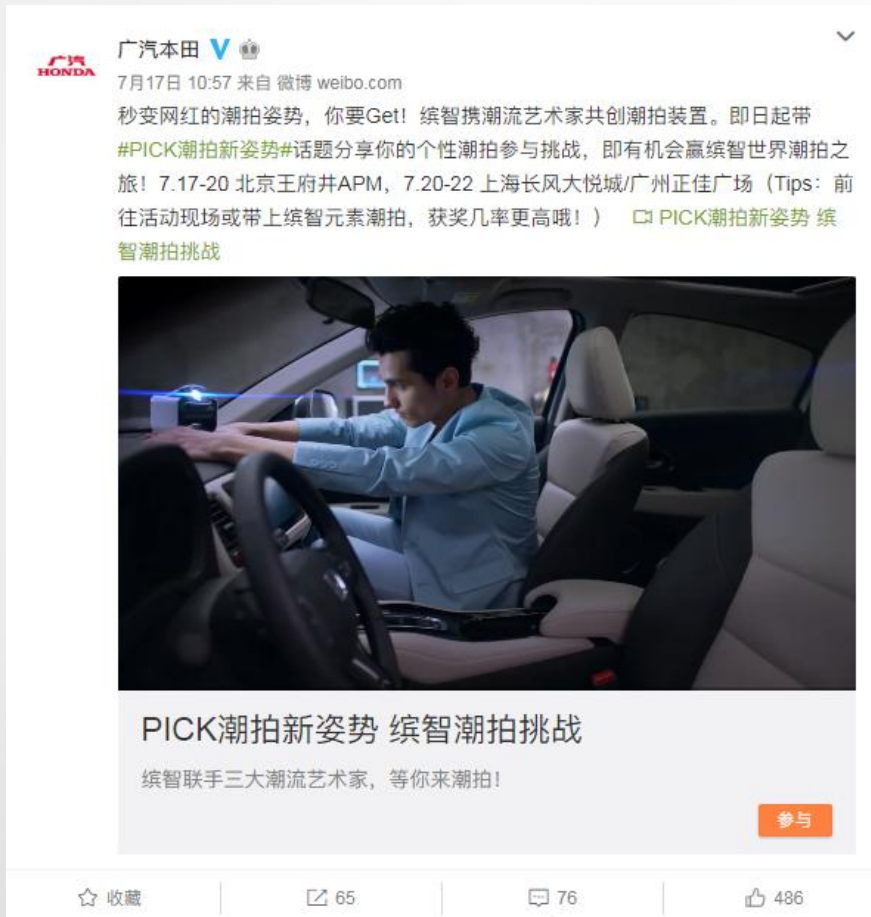 广汽本田
广汽
HONDA
7月17日 10:57 来自 微博 weibo.com
秒变网红的潮拍姿势，你要Get！缤智携潮流艺术家共创潮拍装置。即日起带
#PICK潮拍新姿势#话题分享你的个性潮拍参与挑战，即有机会赢缤智世界潮拍之
旅！7.17-20 北京王府井APM，7.20-22 上海长风大悦城/广州正佳广场（Tips：前
往活动现场或带上缤智元素潮拍，获奖几率更高哦！） PICK潮拍新姿势 缤
智潮拍挑战
PICK潮拍新姿势 缤智潮拍挑战
缤智联手三大潮流艺术家，等你来潮拍！
参与
收藏 65 76 486